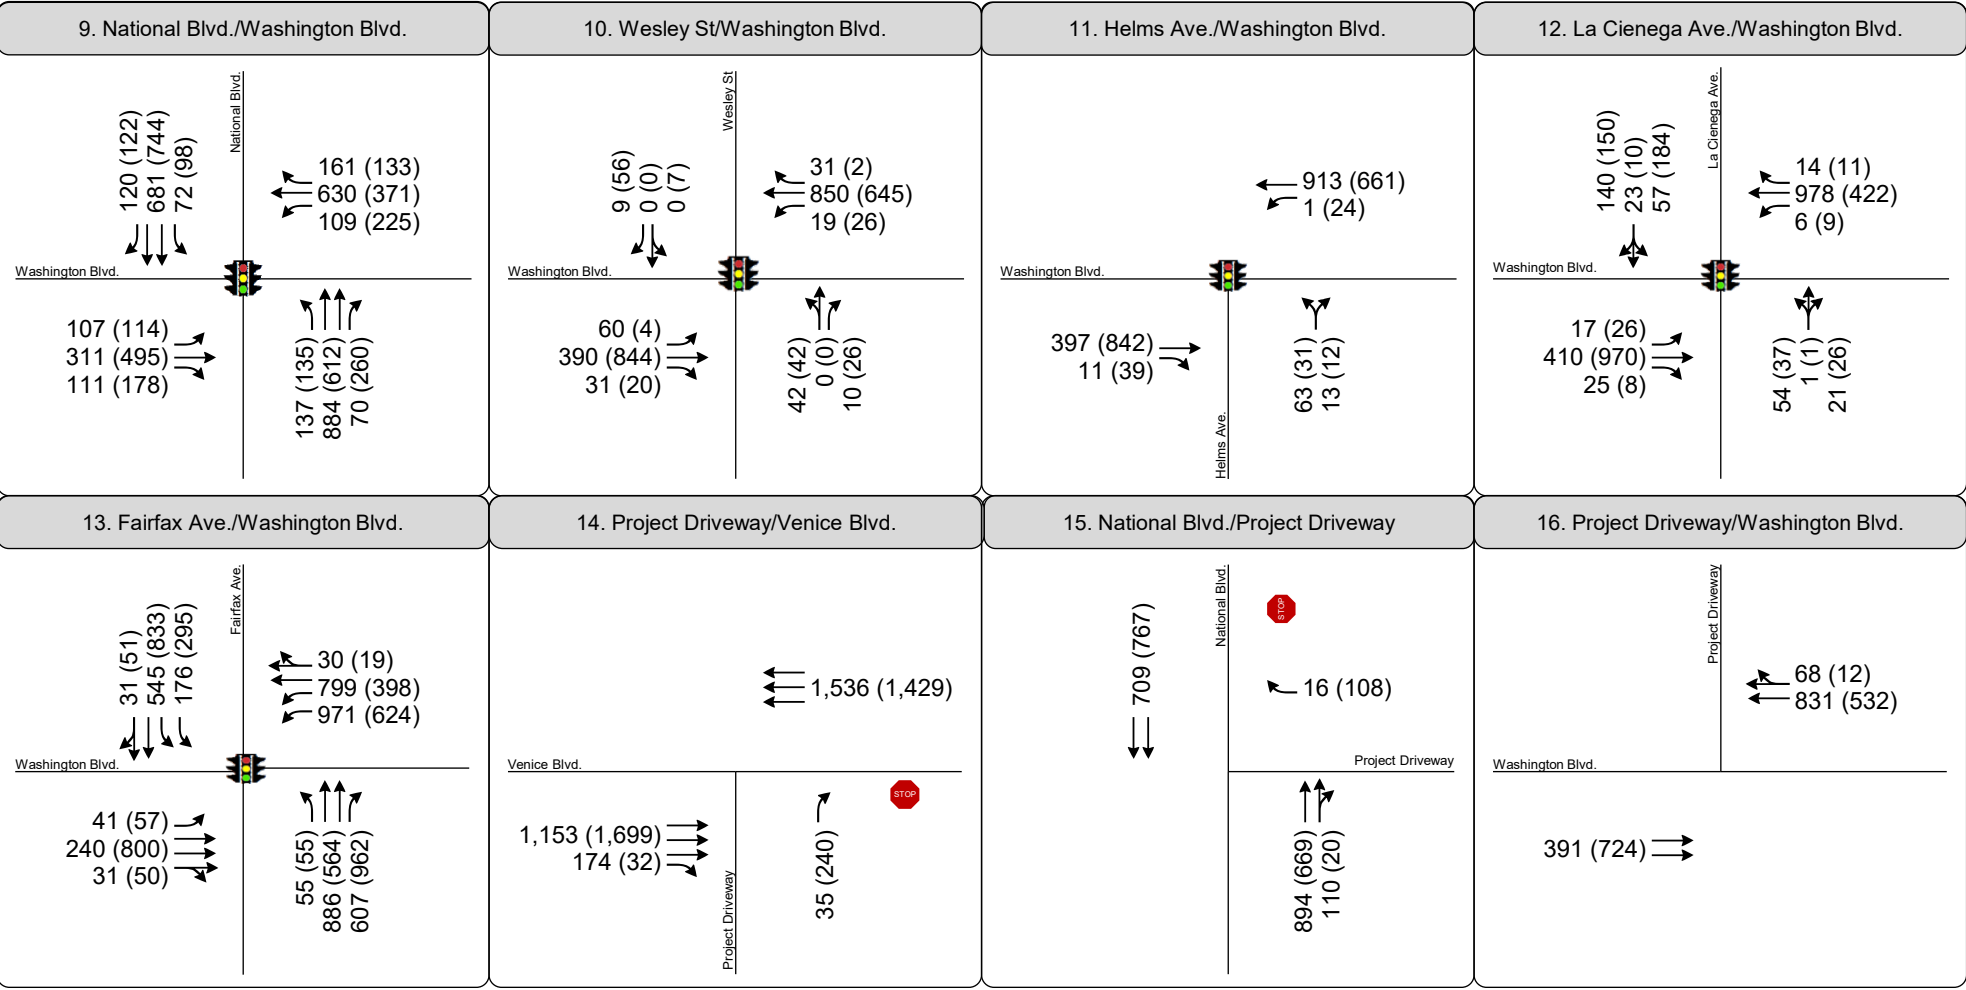 9. National Blvd./Washington Blvd.
National Blvd.
120 (122)
681 (744)
72 (98)
161 (133)
630 (371)
109 (225)
Washington Blvd.
107 (114)
311 (495)
111 (178)
137 (135)
884 (612)
70 (260)
10. Wesley St/Washington Blvd.
Wesley St
9 (56)
0 (0)
0 (7)
31 (2)
850 (645)
19 (26)
Washington Blvd.
60 (4)
390 (844)
31 (20)
42 (42)
0 (0)
10 (26)
11. Helms Ave./Washington Blvd.
913 (661)
1 (24)
Washington Blvd.
397 (842)
11 (39)
63 (31)
13 (12)
Helms Ave.
12. La Cienega Ave./Washington Blvd.
La Cienega Ave.
140 (150)
23 (10)
57 (184)
14 (11)
978 (422)
6 (9)
Washington Blvd.
17 (26)
410 (970)
25 (8)
54 (37)
1 (1)
21 (26)
13. Fairfax Ave./Washington Blvd.
Fairfax Ave.
31 (51)
545 (833)
176 (295)
30 (19)
799 (398)
971 (624)
Washington Blvd.
41 (57)
240 (800)
31 (50)
55 (55)
886 (564)
607 (962)
14. Project Driveway/Venice Blvd.
1,536 (1,429)
Venice Blvd.
STOP
1,153 (1,699)
174 (32)
35 (240)
Project Driveway
15. National Blvd./Project Driveway
National Blvd.
STOP
709 (767)
16 (108)
Project Driveway
894 (669)
110 (20)
16. Project Driveway/Washington Blvd.
Project Driveway
68 (12)
831 (532)
Washington Blvd.
391 (724)